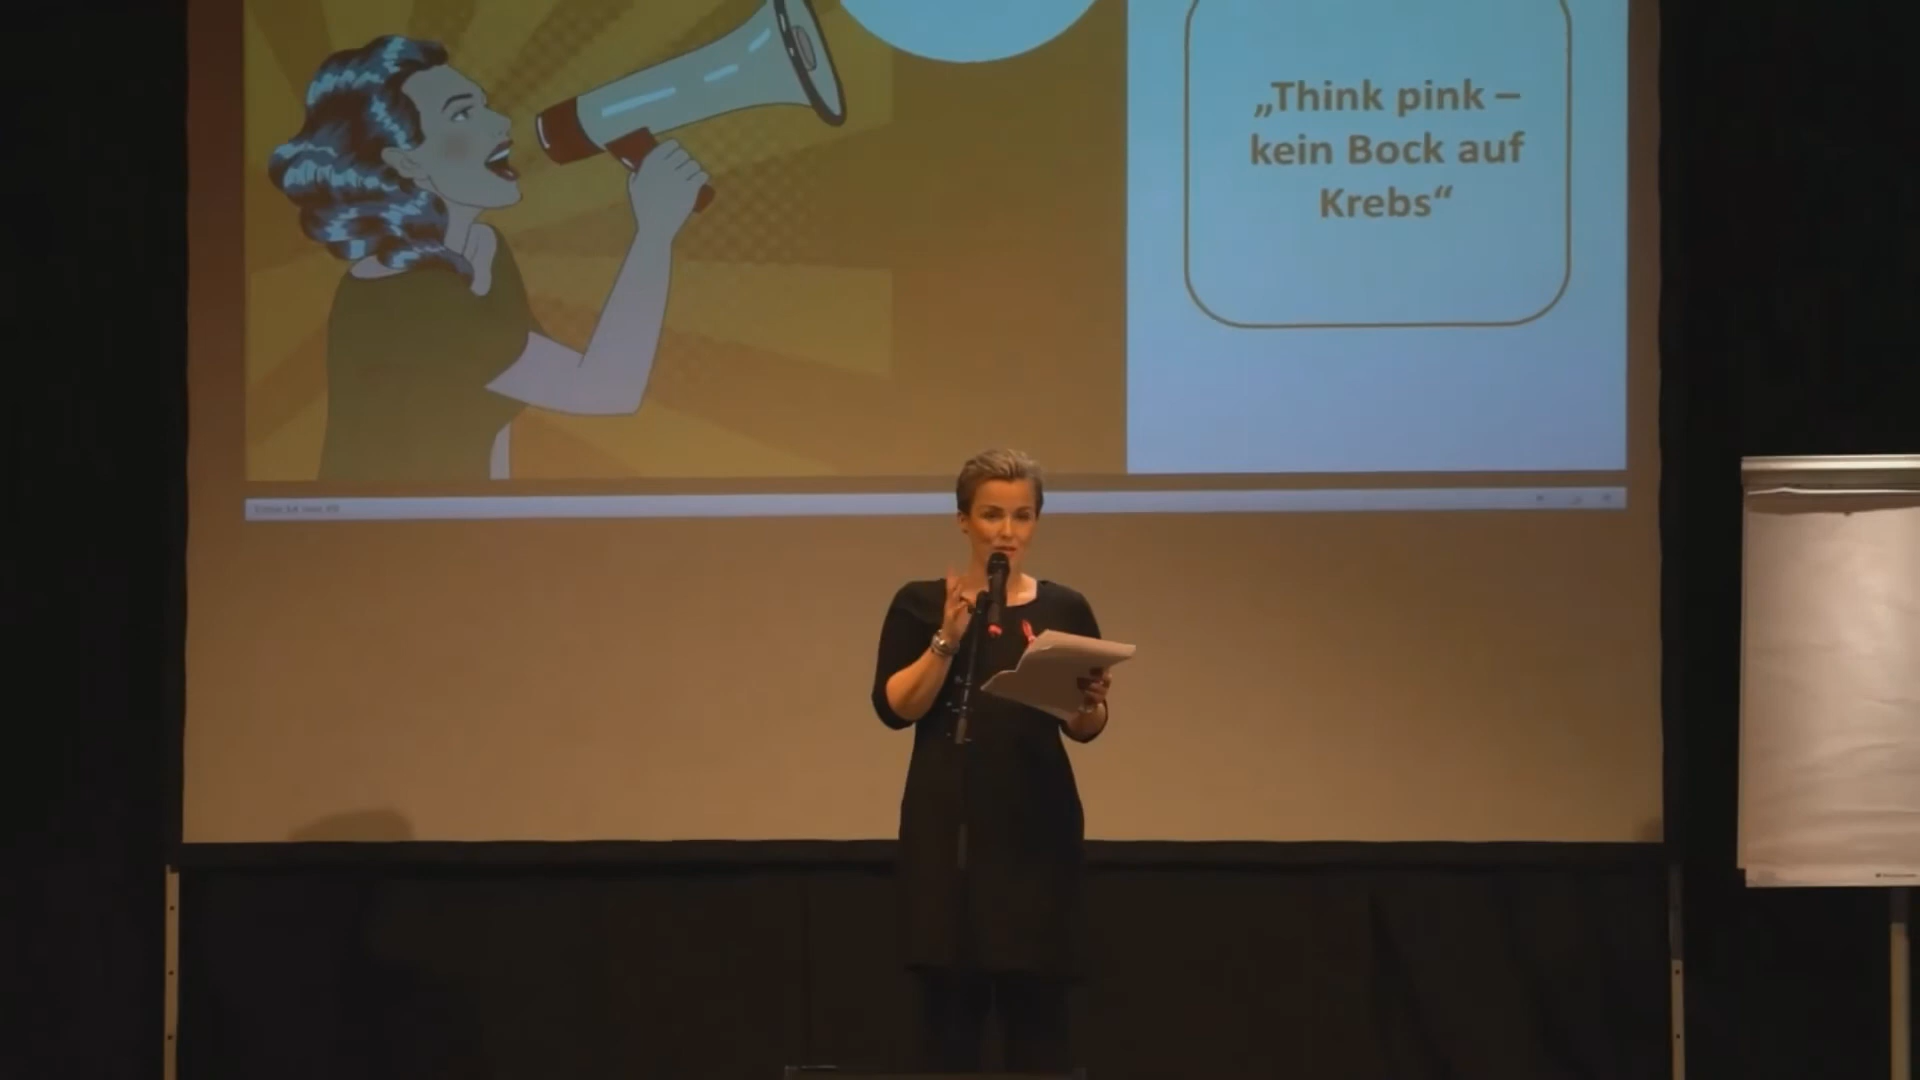 „Think pink –
kein Bock auf
Krebs“